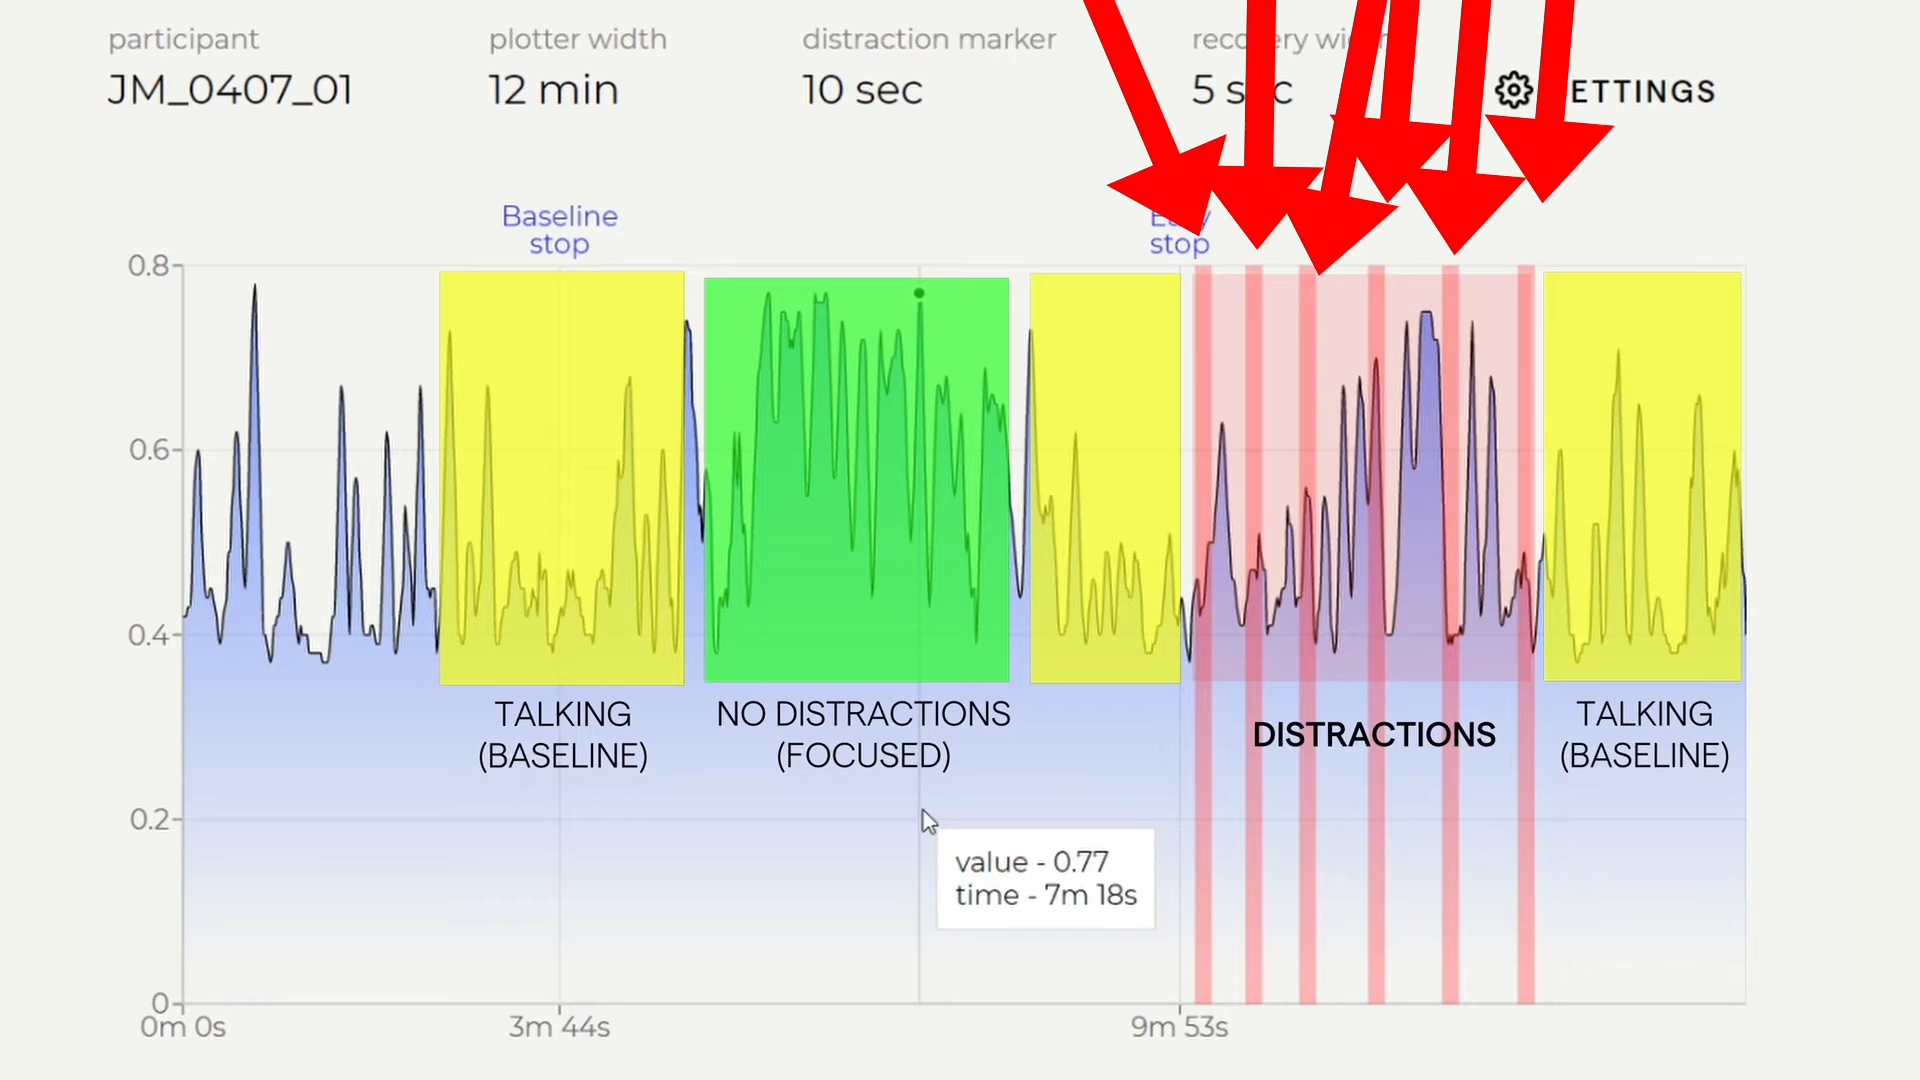 participant
JM_0407_01
plotter width
12 min
distraction marker
10 sec
5
ETTINGS
Baseline
stop
stop
0.8
0.6
0.4
0.2
0
TALKING
(BASELINE)
NO DISTRACTIONS
(FOCUSED)
DISTRACTIONS
TALKING
(BASELINE)
value - 0.77
time - 7m 18s
0m 0s
3m 44s
9m 53s